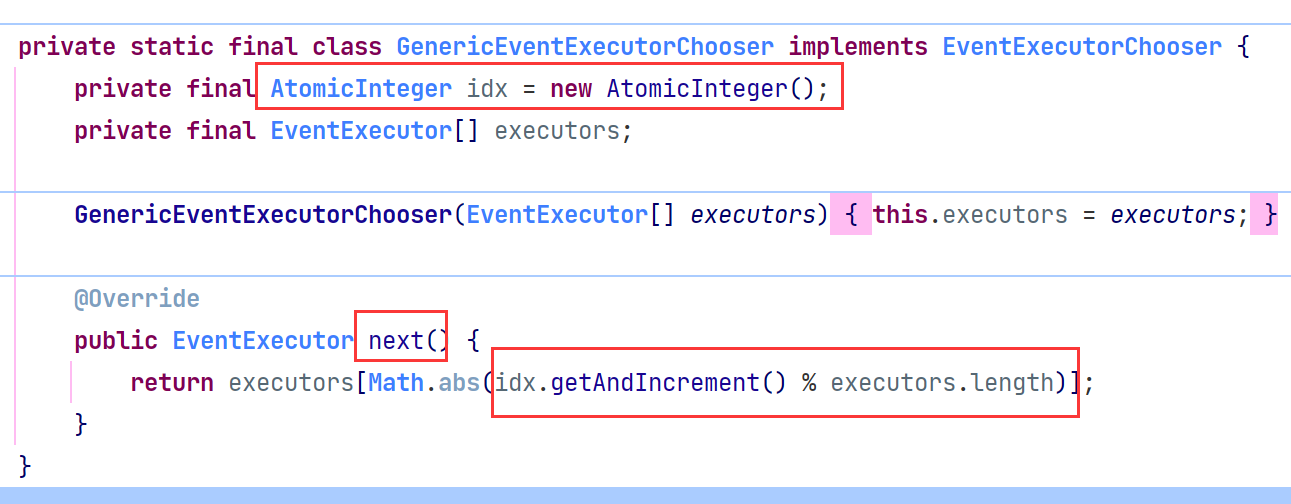 private static final class GenericEventExecutorChooser implements EventExecutorChooser {
private final AtomicInteger idx = new AtomicInteger();
private final EventExecutor[] executors;
GenericEventExecutorChooser(EventExecutor[] executors) { this.executors = executors; }
@Override
public EventExecutor next() {
return executors[Math.abs(idx.getAndIncrement() % executors.length)];
}
}